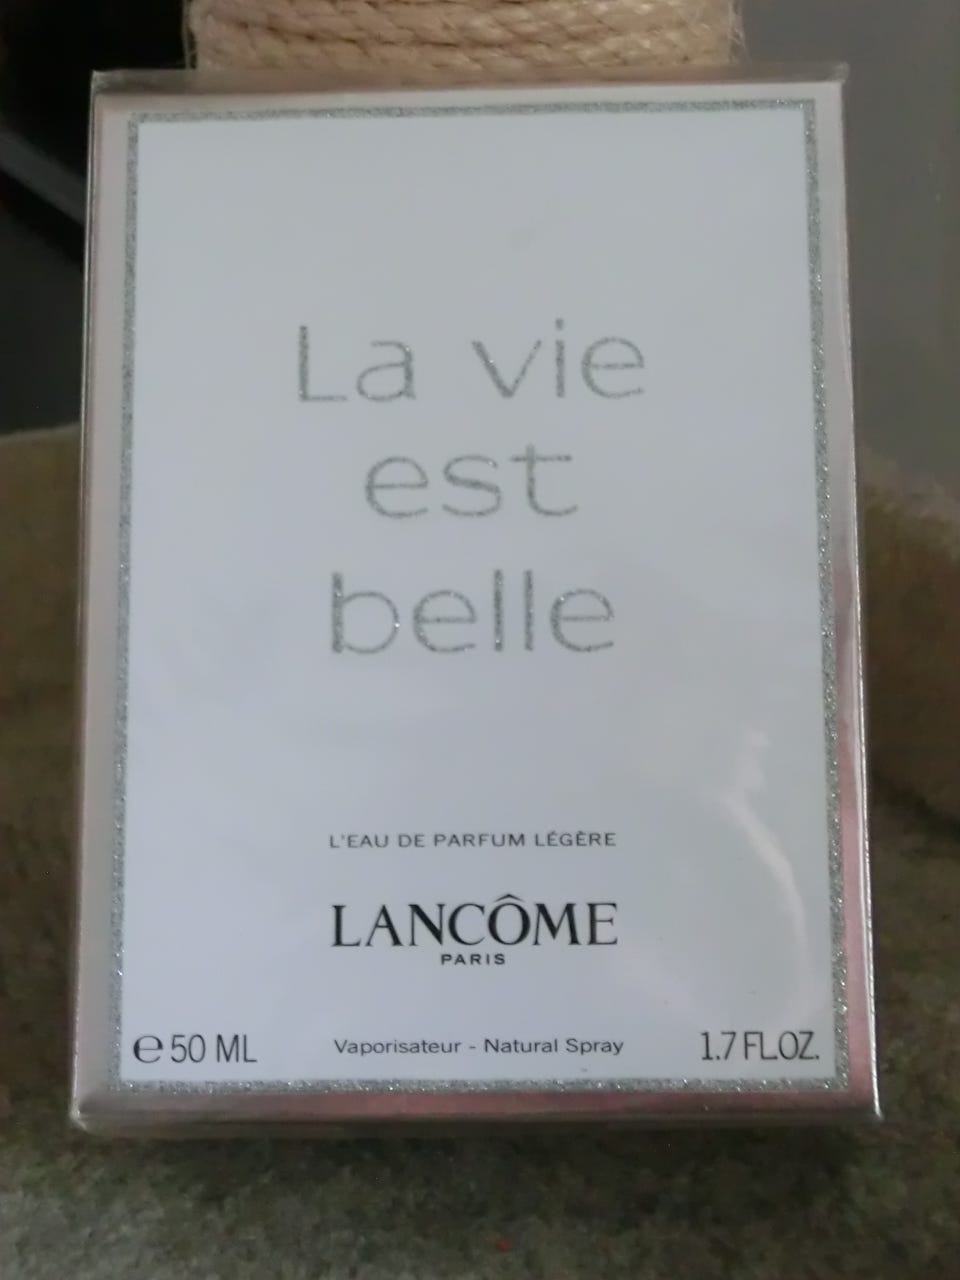 La vie
est
belle
L'EAU DE PARFUM LÉGÈRE
LANCÔME
PARIS
℮ 50 ML Vaporisateur - Natural Spray 1.7 FL.OZ.